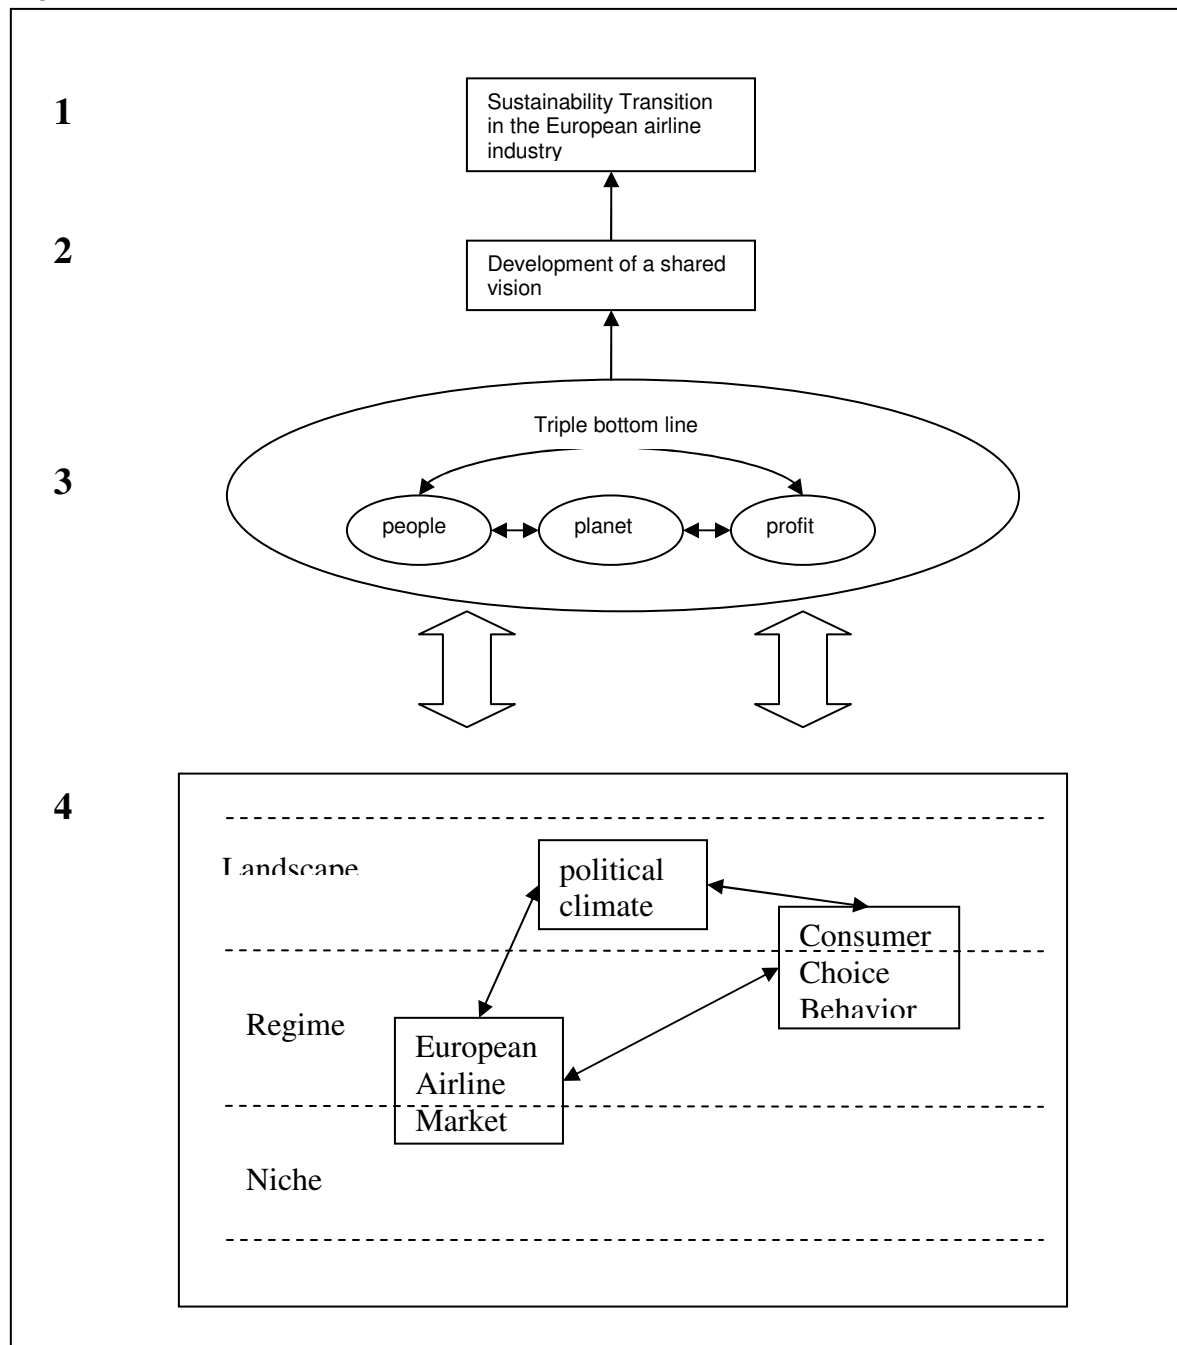 1
Sustainability Transition
in the European airline
industry
2
Development of a shared
vision
3
Triple bottom line
people
planet
profit
4
Landscape
political
climate
Consumer
Choice
Behavior
Regime
European
Airline
Market
Niche